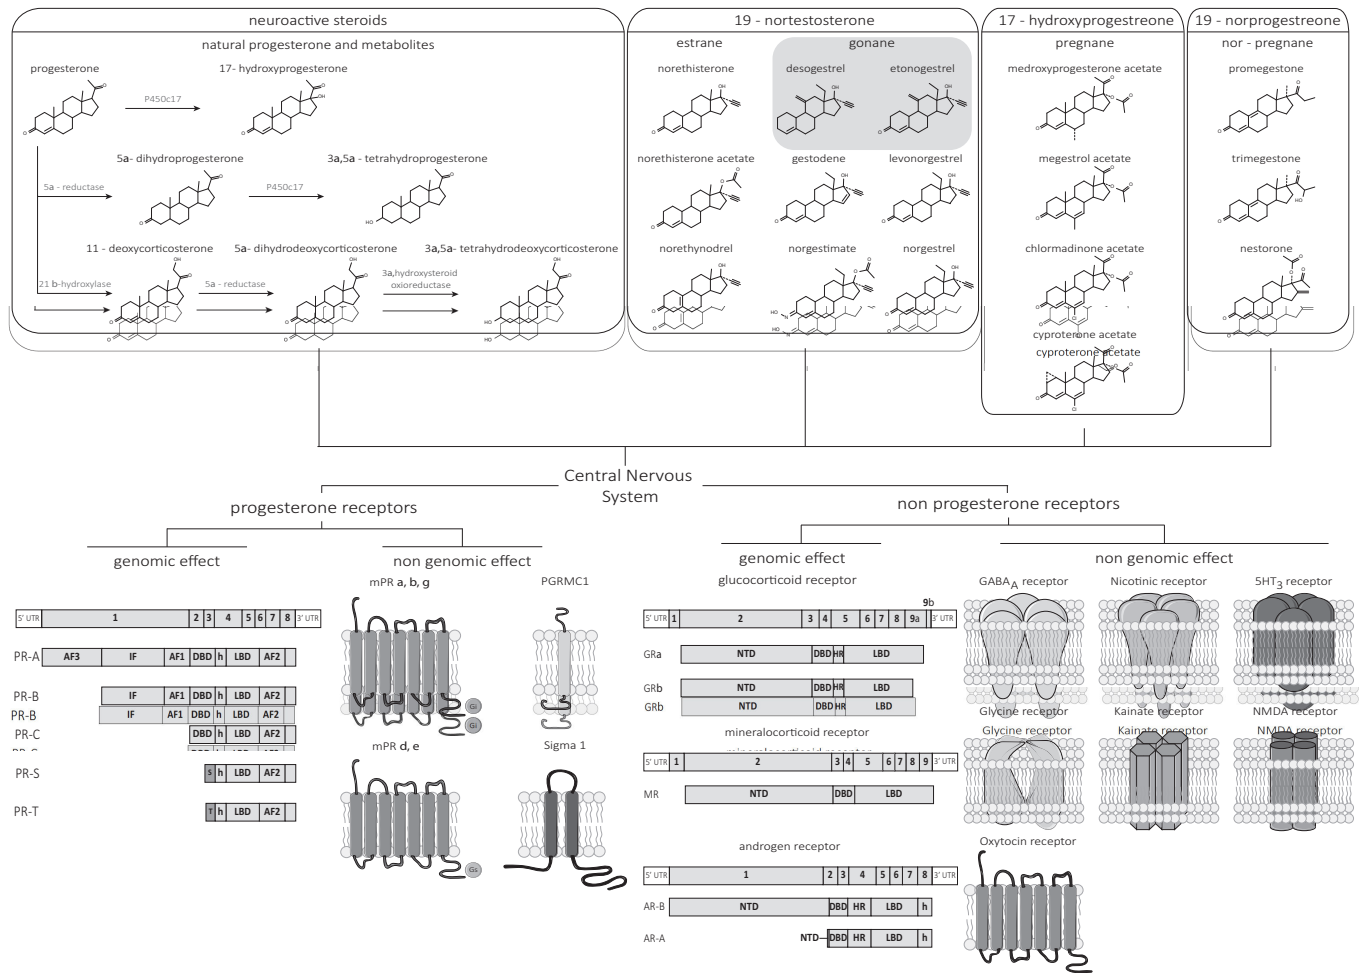 neuroactive steroids
natural progesterone and metabolites
progesterone
17- hydroxyprogesterone
P450c17
5a- dihydroprogesterone
3a,5a- tetrahydroprogesterone
5a - reductase
P450c17
11 - deoxycorticosterone
5a- dihydrodeoxycorticosterone
3a,5a- tetrahydrodeoxycorticosterone
21 b-hydroxylase
5a - reductase
3a,hydroxysteroid
oxioreductase
19 - nortestosterone
estrane
gonane
norethisterone
desogestrel
etonogestrel
norethisterone acetate
gestodene
levonorgestrel
norethynodrel
norgestimate
norgestrel
17 - hydroxyprogestreone
pregnane
medroxyprogesterone acetate
megestrol acetate
chlormadinone acetate
cyproterone acetate
cyproterone acetate
19 - norprogestreone
nor - pregnane
promegestone
trimegestone
nestorone
Central Nervous
System
progesterone receptors
genomic effect
5' UTR 1 2 3 4 5 6 7 8 3' UTR
PR-A AF3 IF AF1 DBD h LBD AF2
PR-B IF AF1 DBD h LBD AF2
PR-B IF AF1 DBD h LBD AF2
PR-C DBD h LBD AF2
PR-S S h LBD AF2
PR-T T h LBD AF2
non genomic effect
mPR a, b, g
PGRMC1
Gi
Gi
mPR d, e
Sigma 1
Gs
non progesterone receptors
genomic effect
glucocorticoid receptor
9b
5' UTR 1 2 3 4 5 6 7 8 9a 3' UTR
GRa NTD DBD HR LBD
GRb NTD DBD HR LBD
GRb NTD DBD HR LBD
mineralocorticoid receptor
mineralocorticoid receptor
5' UTR 1 2 3 4 5 6 7 8 9 3' UTR
MR NTD DBD LBD
androgen receptor
5' UTR 1 2 3 4 5 6 7 8 3' UTR
AR-B NTD DBD HR LBD h
AR-A NTD DBD HR LBD h
non genomic effect
GABAA receptor
Nicotinic receptor
5HT3 receptor
Glycine receptor
Kainate receptor
NMDA receptor
Glycine receptor
Kainate receptor
NMDA receptor
Oxytocin receptor